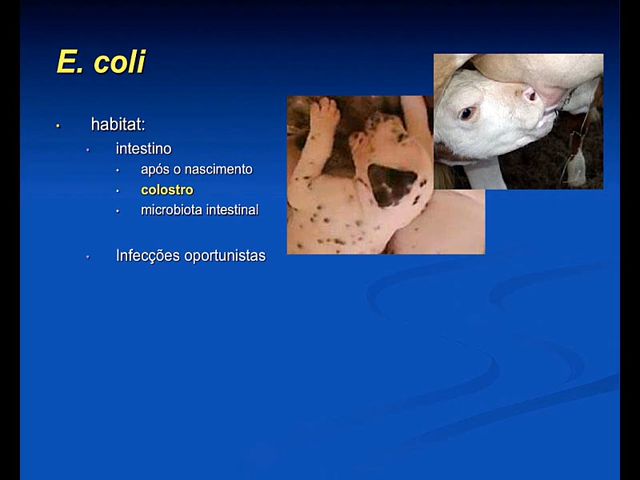 E. coli
habitat:
intestino
após o nascimento
colostro
microbiota intestinal
Infecções oportunistas